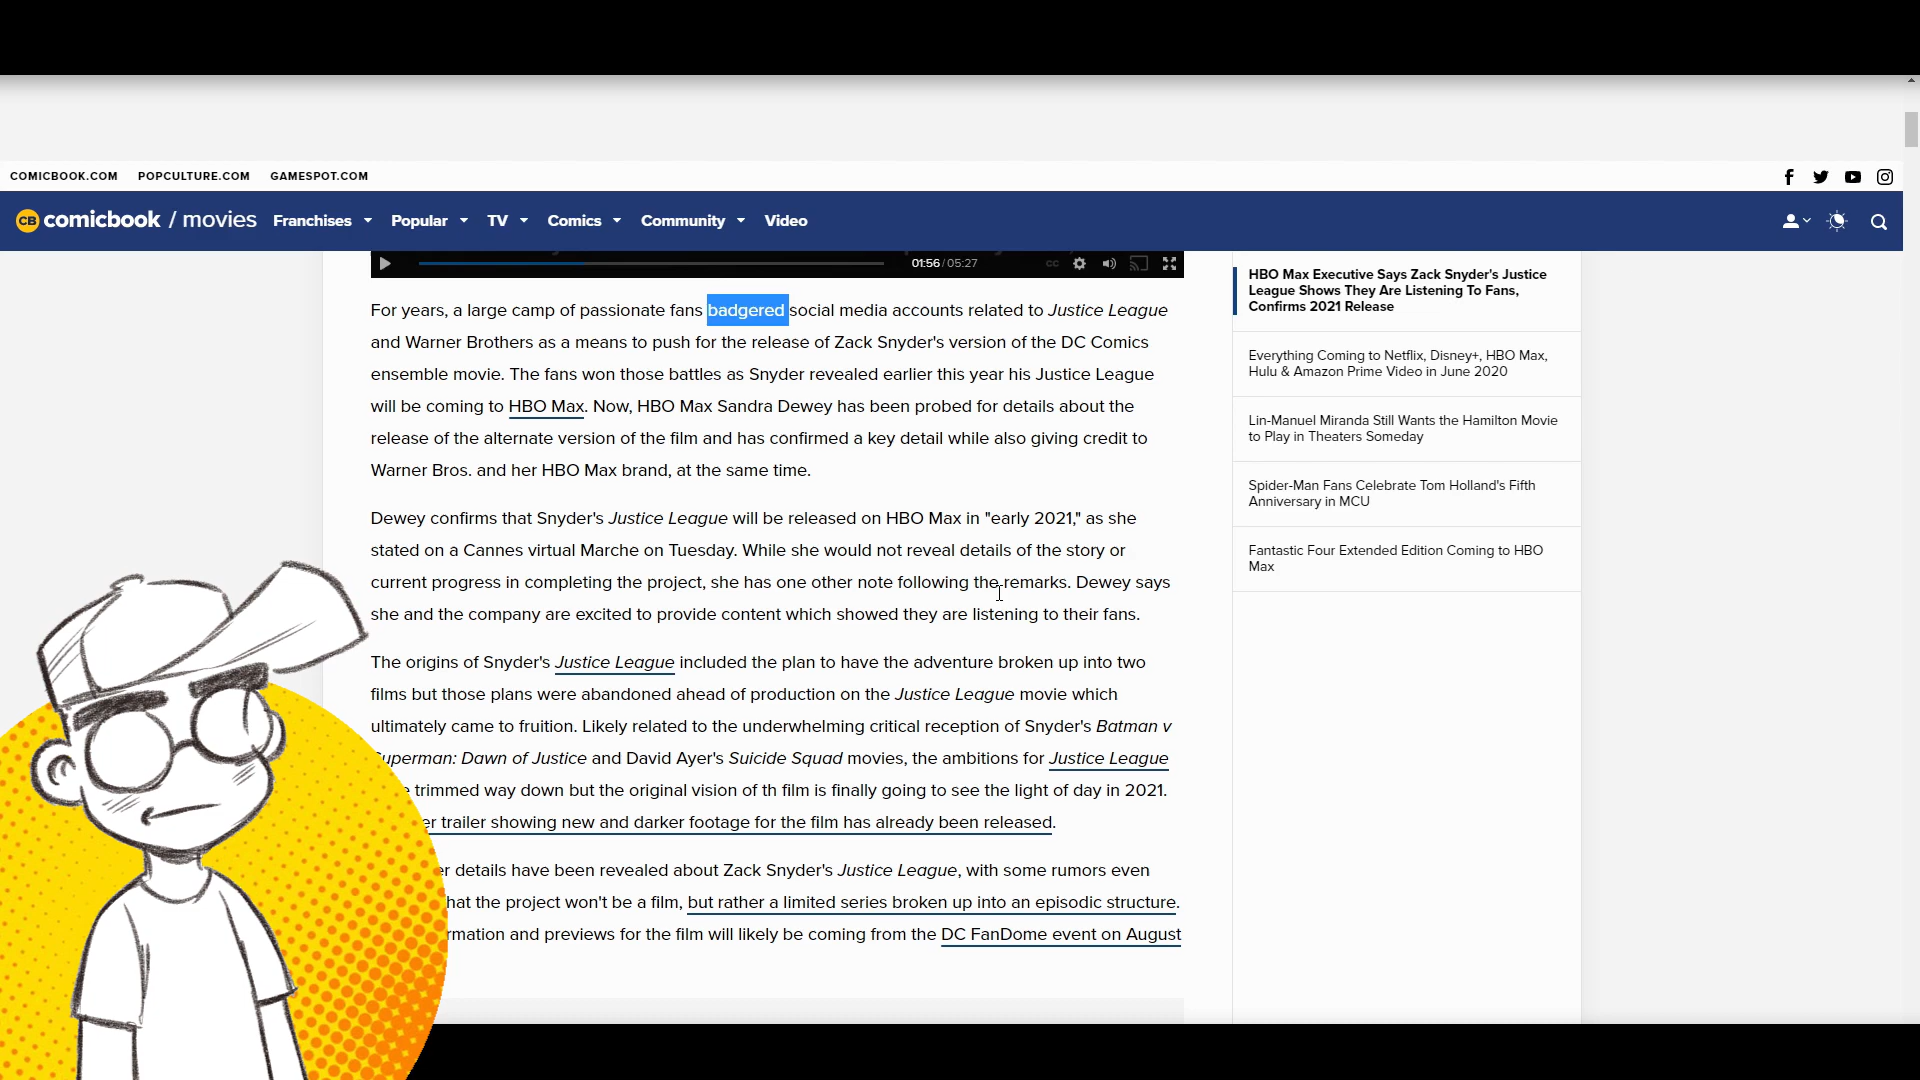 COMICBOOK.COM POPCULTURE.COM GAMESPOT.COM
CB comicbook / movies Franchises Popular TV Comics Community Video
01:56 / 05:27 CC
For years, a large camp of passionate fans badgered social media accounts related to Justice League
and Warner Brothers as a means to push for the release of Zack Snyder's version of the DC Comics
ensemble movie. The fans won those battles as Snyder revealed earlier this year his Justice League
will be coming to HBO Max. Now, HBO Max Sandra Dewey has been probed for details about the
release of the alternate version of the film and has confirmed a key detail while also giving credit to
Warner Bros. and her HBO Max brand, at the same time.
Dewey confirms that Snyder's Justice League will be released on HBO Max in "early 2021," as she
stated on a Cannes virtual Marche on Tuesday. While she would not reveal details of the story or
current progress in completing the project, she has one other note following the remarks. Dewey says
she and the company are excited to provide content which showed they are listening to their fans.
The origins of Snyder's Justice League included the plan to have the adventure broken up into two
films but those plans were abandoned ahead of production on the Justice League movie which
ultimately came to fruition. Likely related to the underwhelming critical reception of Snyder's Batman v
Superman: Dawn of Justice and David Ayer's Suicide Squad movies, the ambitions for Justice League
trimmed way down but the original vision of th film is finally going to see the light of day in 2021.
trailer showing new and darker footage for the film has already been released.
details have been revealed about Zack Snyder's Justice League, with some rumors even
that the project won't be a film, but rather a limited series broken up into an episodic structure.
and previews for the film will likely be coming from the DC FanDome event on August
HBO Max Executive Says Zack Snyder's Justice
League Shows They Are Listening To Fans,
Confirms 2021 Release
Everything Coming to Netflix, Disney+, HBO Max,
Hulu & Amazon Prime Video in June 2020
Lin-Manuel Miranda Still Wants the Hamilton Movie
to Play in Theaters Someday
Spider-Man Fans Celebrate Tom Holland's Fifth
Anniversary in MCU
Fantastic Four Extended Edition Coming to HBO
Max